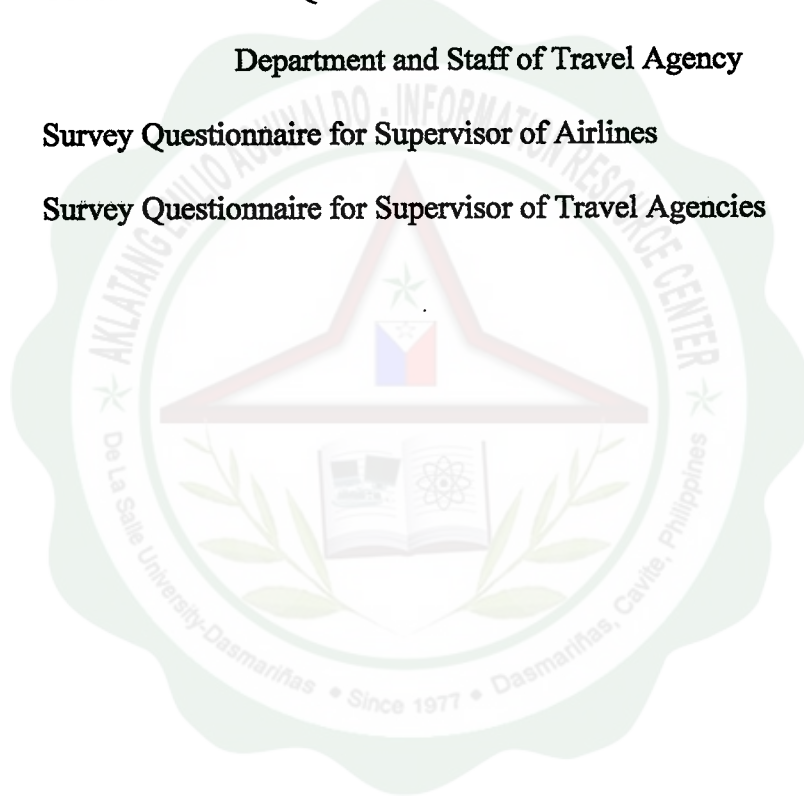 Department and Staff of Travel Agency
Survey Questionnaire for Supervisor of Airlines
Survey Questionnaire for Supervisor of Travel Agencies
AKLATANG EMILIO AGUINALDO - INFORMATION RESOURCE CENTER
De La Salle University-Dasmariñas
Since 1977
Dasmariñas, Cavite, Philippines